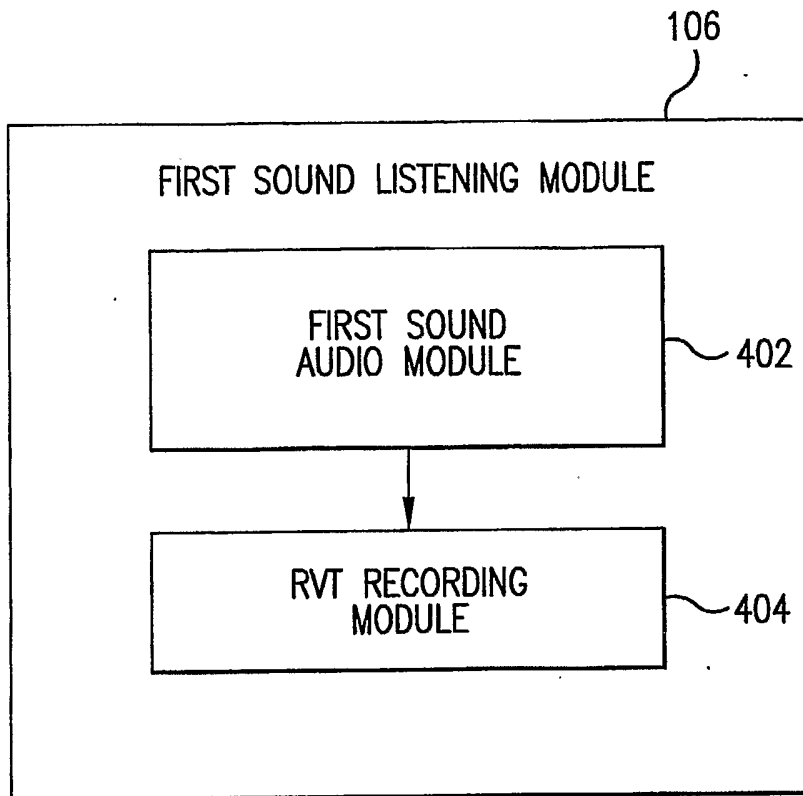 106
FIRST SOUND LISTENING MODULE
FIRST SOUND
AUDIO MODULE
402
RVT RECORDING
MODULE
404